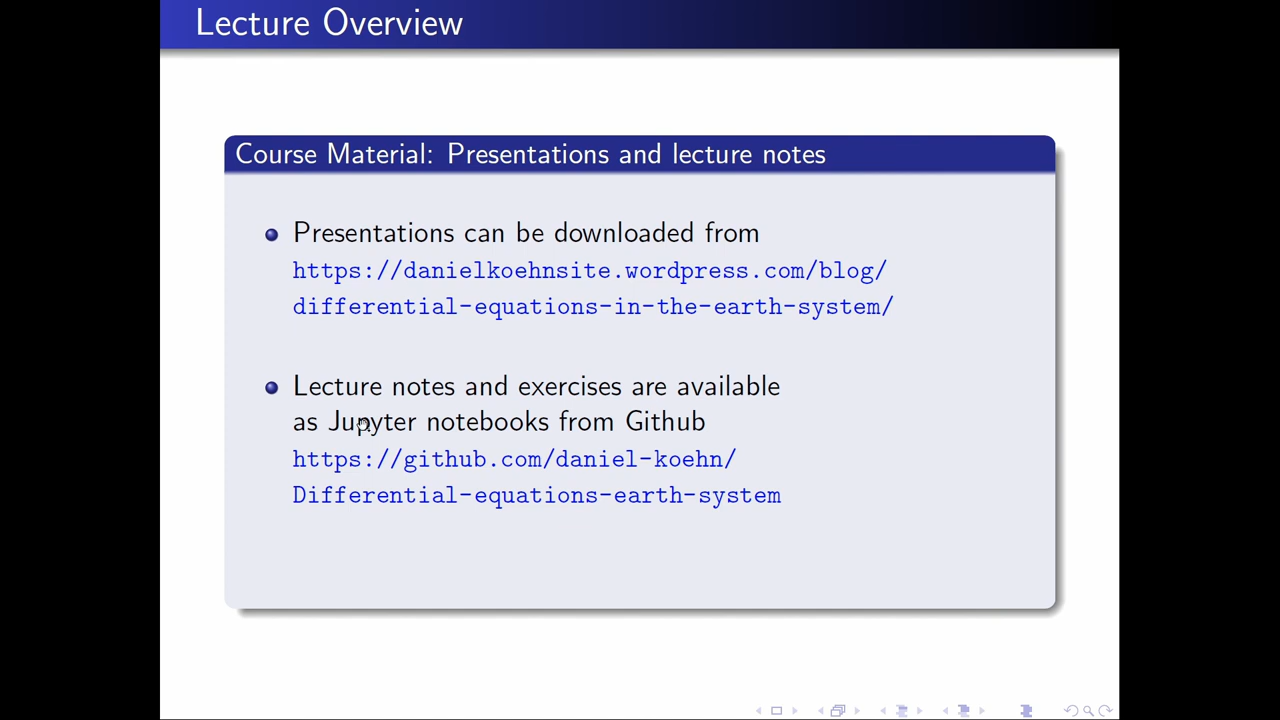 Lecture Overview
Course Material: Presentations and lecture notes
Presentations can be downloaded from
https://danielkoehnsite.wordpress.com/blog/
differential-equations-in-the-earth-system/
Lecture notes and exercises are available
as Jupyter notebooks from Github
https://github.com/daniel-koehn/
Differential-equations-earth-system